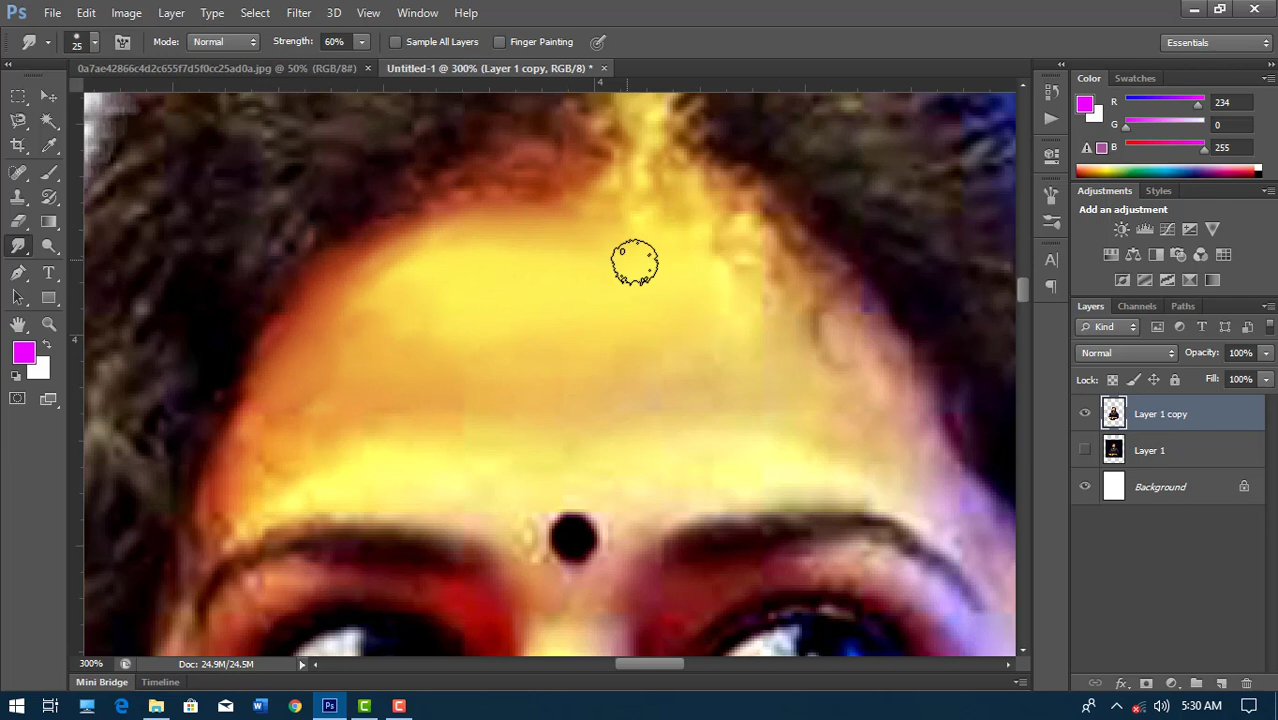 Ps File Edit Image Layer Type Select Filter 3D View Window Help
25 Mode: Normal Strength: 60% Sample All Layers Finger Painting Essentials
0a7ae42866c4d2c655f7d5f0cc25ad0a.jpg @ 50% (RGB/8#) × Untitled-1 @ 300% (Layer 1 copy, RGB/8) * ×
4
4
Color Swatches
R 234
G 0
B 255
Adjustments Styles
Add an adjustment
Layers Channels Paths
Kind
Normal Opacity: 100%
Lock: Fill: 100%
Layer 1 copy
Layer 1
Background
300% Doc: 24.9M/24.5M
Mini Bridge Timeline
5:30 AM